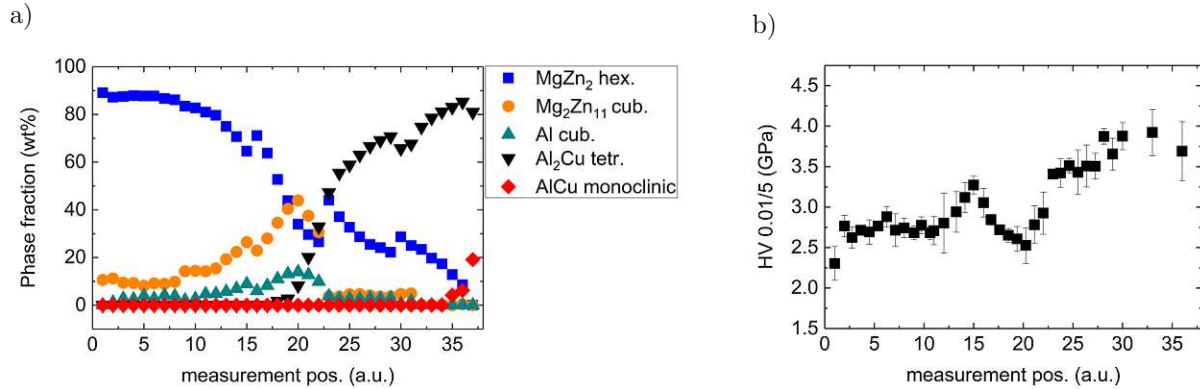 a)
Phase fraction (wt%)
100
80
60
40
20
0
0 5 10 15 20 25 30 35
measurement pos. (a.u.)
MgZn₂ hex.
Mg₂Zn₁₁ cub.
Al cub.
Al₂Cu tetr.
AlCu monoclinic
b)
HV 0.01/5 (GPa)
4.5
4.0
3.5
3.0
2.5
2.0
1.5
0 5 10 15 20 25 30 35
measurement pos. (a.u.)